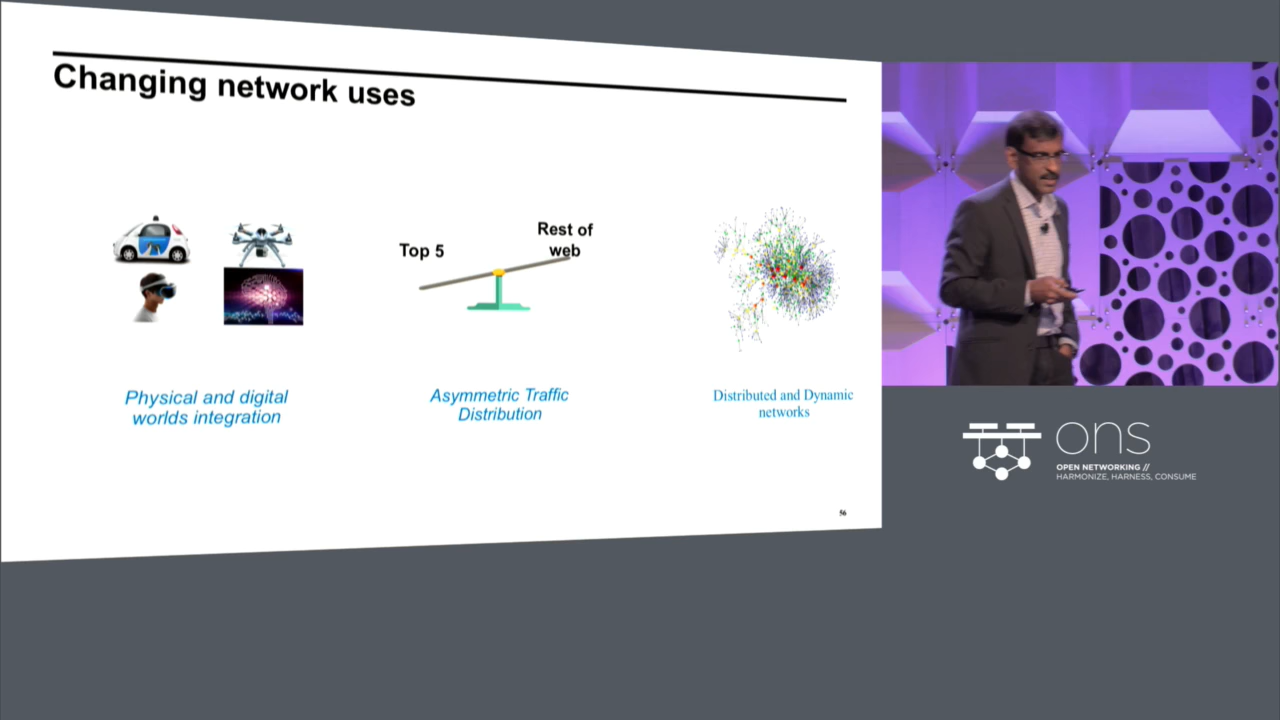 Changing network uses
Top 5
Rest of
web
Physical and digital
worlds integration
Asymmetric Traffic
Distribution
Distributed and Dynamic
networks
56
ons
OPEN NETWORKING //
HARMONIZE, HARNESS, CONSUME